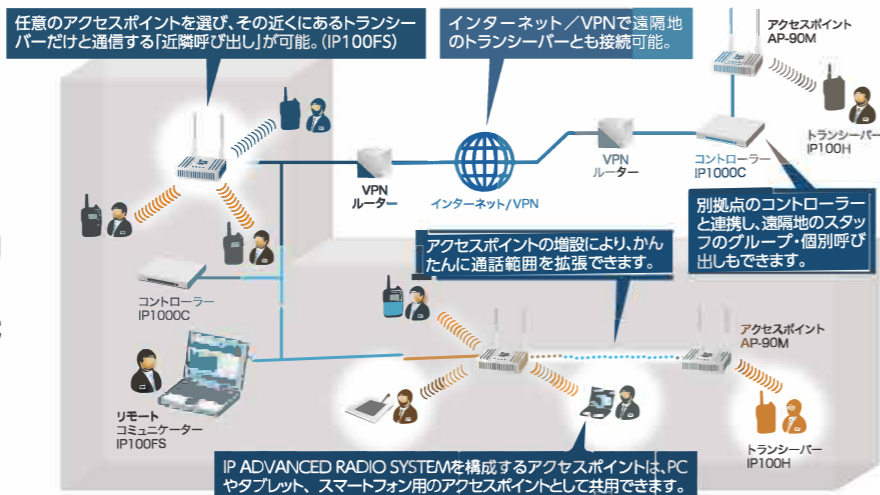 任意のアクセスポイントを選び、その近くにあるトランシー
バーだけと通信する「近隣呼び出し」が可能。(IP100FS)
インターネット／VPNで遠隔地
のトランシーバーとも接続可能。
アクセスポイント
AP-90M
トランシーバー
IP100H
VPN
ルーター
インターネット/VPN
VPN
ルーター
コントローラー
IP1000C
別拠点のコントローラー
と連携し、遠隔地のスタッ
フのグループ・個別呼び
出しもできます。
アクセスポイントの増設により、かん
たんに通話範囲を拡張できます。
コントローラー
IP1000C
アクセスポイント
AP-90M
リモート
コミュニケーター
IP100FS
トランシーバー
IP100H
IP ADVANCED RADIO SYSTEMを構成するアクセスポイントは、PC
やタブレット、スマートフォン用のアクセスポイントとして共用できます。